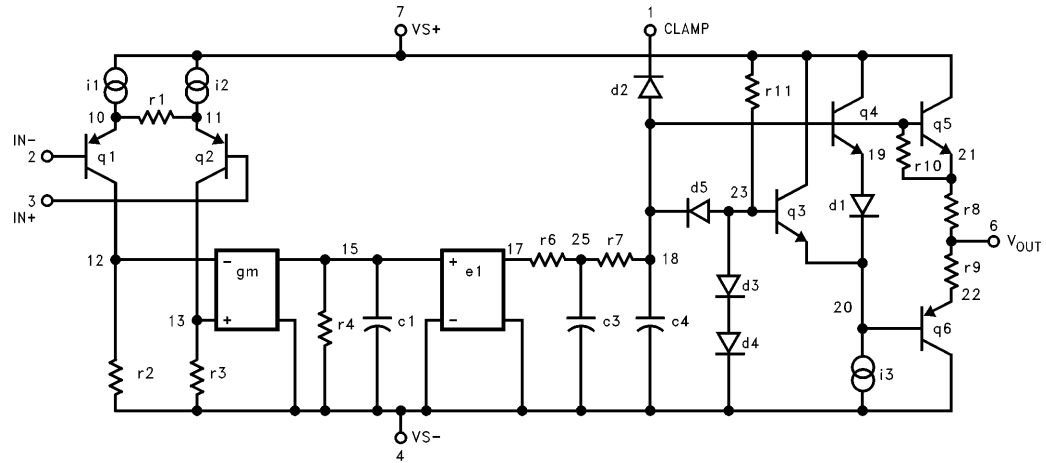 7
VS+
1
CLAMP
i1
i2
r1
10
11
d2
r11
q4
q5
IN-
2
q1
q2
3
IN+
19
r10
21
d5
23
q3
d1
r8
6
VOUT
12
gm
-
+
13
15
r4
c1
+
e1
-
17
r6
25
r7
18
d3
r9
22
20
c3
c4
d4
q6
r2
r3
i3
VS-
4